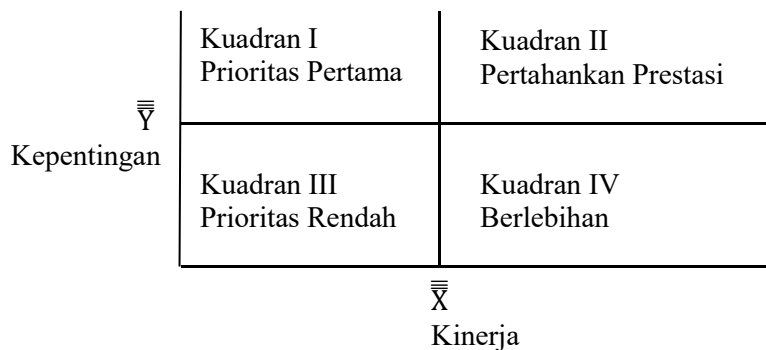 Kuadran I
Prioritas Pertama
Kuadran II
Pertahankan Prestasi
Y̿
Kepentingan
Kuadran III
Prioritas Rendah
Kuadran IV
Berlebihan
X̿
Kinerja